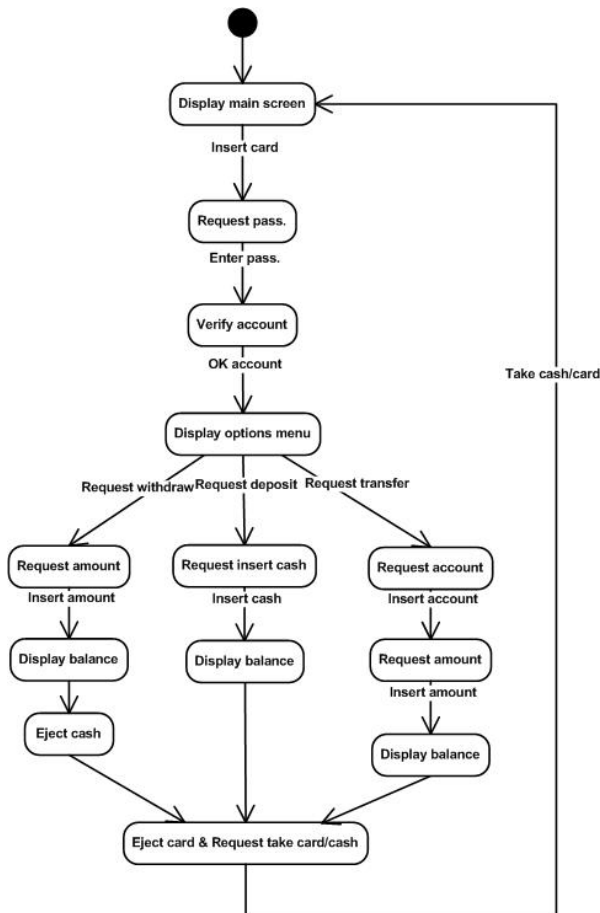 Display main screen
Insert card
Request pass.
Enter pass.
Verify account
OK account
Take cash/card
Display options menu
Request withdraw
Request deposit
Request transfer
Request amount
Request insert cash
Request account
Insert amount
Insert cash
Insert account
Display balance
Display balance
Request amount
Insert amount
Eject cash
Display balance
Eject card & Request take card/cash